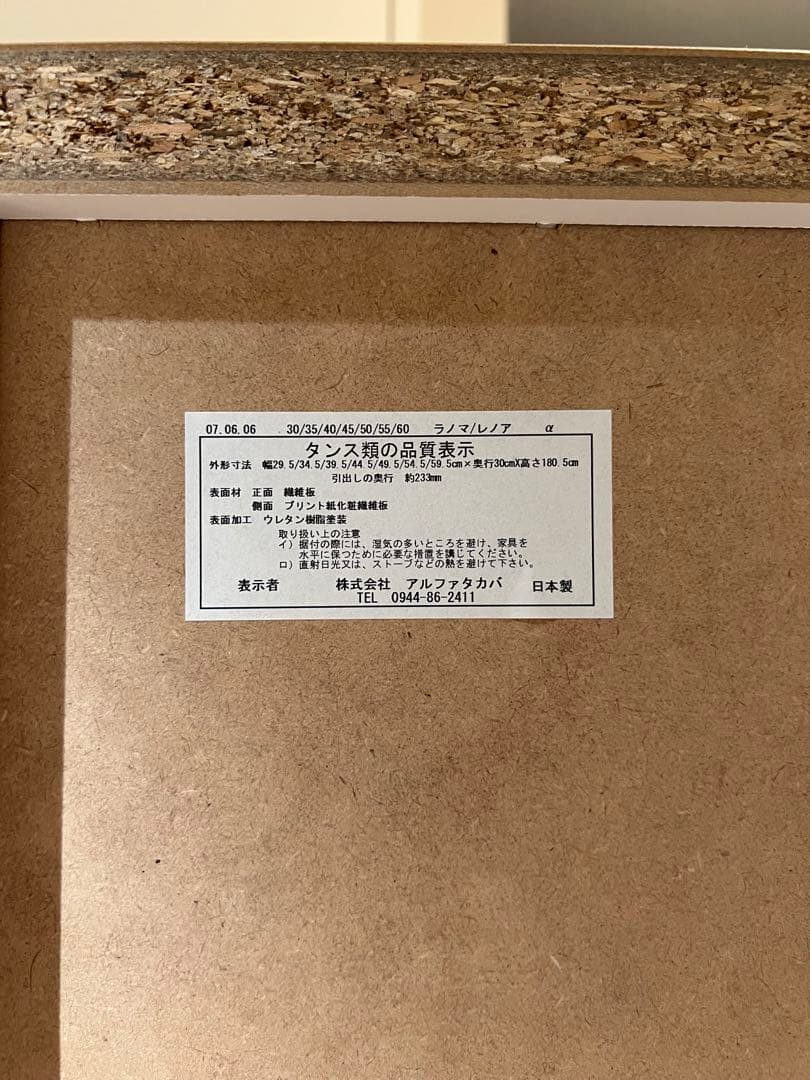 07.06.06 30/35/40/45/50/55/60 ラノマ/レノア α
タンス類の品質表示
外形寸法 幅29.5/34.5/39.5/44.5/49.5/54.5/59.5cm×奥行30cmX高さ180.5cm
引出しの奥行 約233mm
表面材 正面 繊維板
側面 プリント紙化粧繊維板
表面加工 ウレタン樹脂塗装
取り扱い上の注意
イ)据付の際には、湿気の多いところを避け、家具を
水平に保つために必要な措置を講じてください。
ロ)直射日光又は、ストーブなどの熱を避けて下さい。
表示者 株式会社 アルファタカバ 日本製
TEL 0944-86-2411